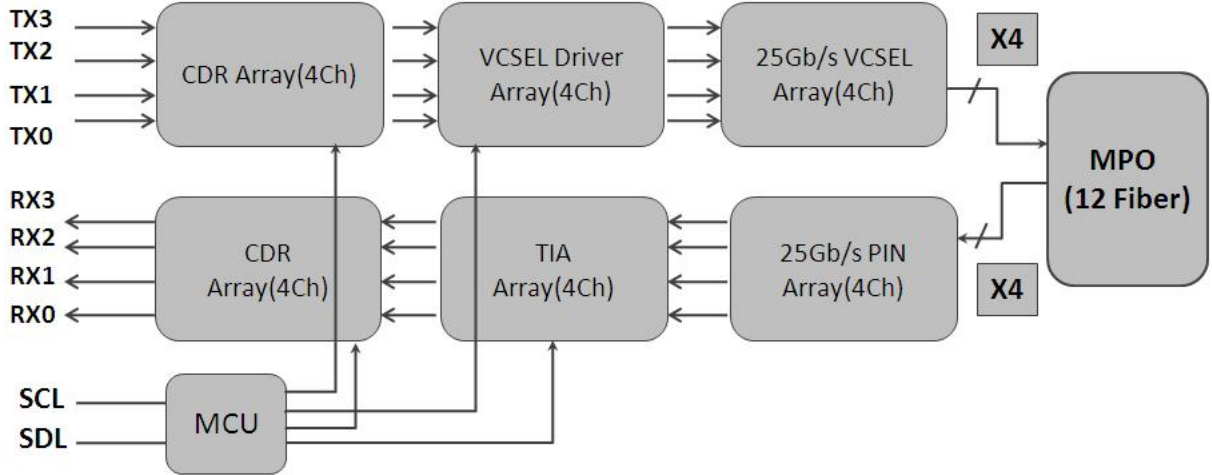 TX3
TX2
TX1
TX0
CDR Array(4Ch)
VCSEL Driver
Array(4Ch)
25Gb/s VCSEL
Array(4Ch)
X4
MPO
(12 Fiber)
RX3
RX2
RX1
RX0
CDR
Array(4Ch)
TIA
Array(4Ch)
25Gb/s PIN
Array(4Ch)
X4
SCL
SDL
MCU